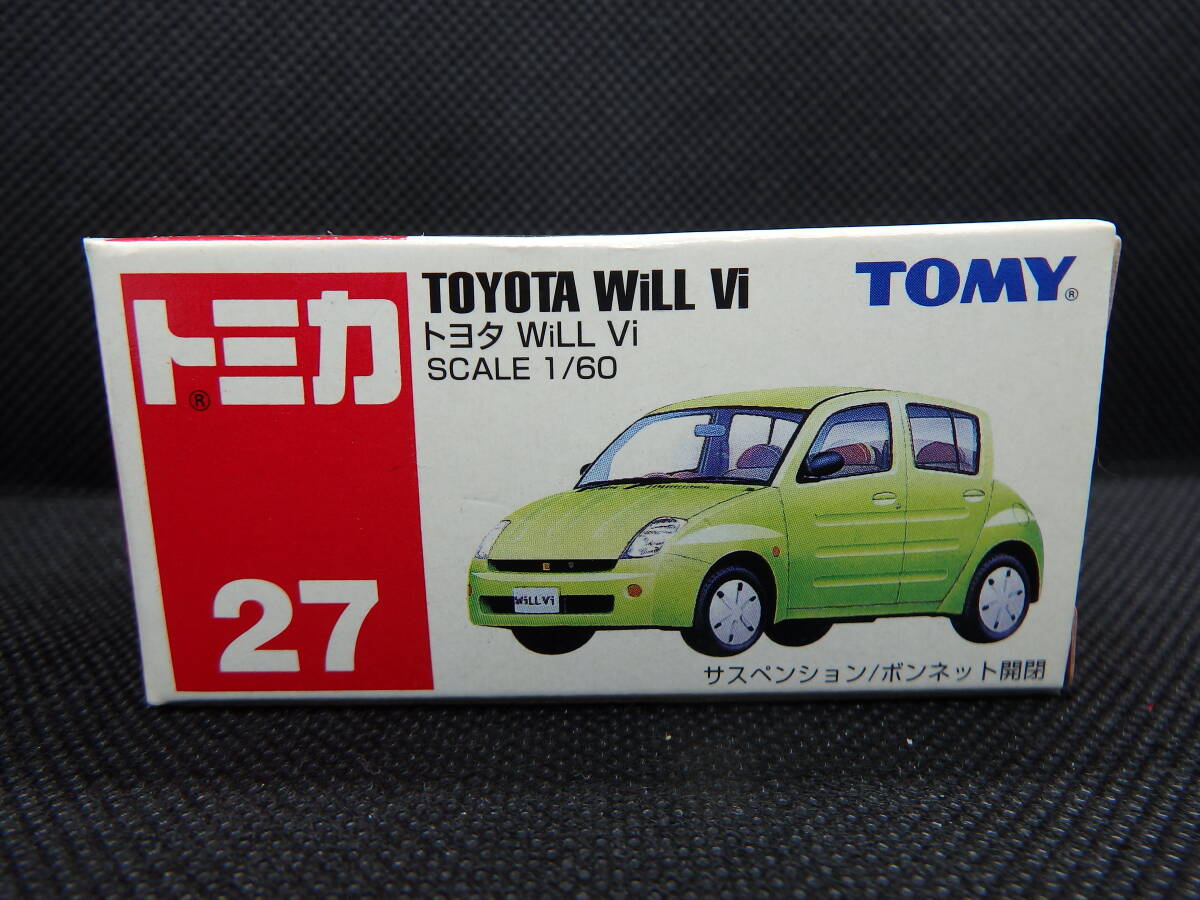 トミカ®
27
TOYOTA WiLL Vi
トヨタ WiLL Vi
SCALE 1/60
TOMY®
WiLL Vi
サスペンション/ボンネット開閉